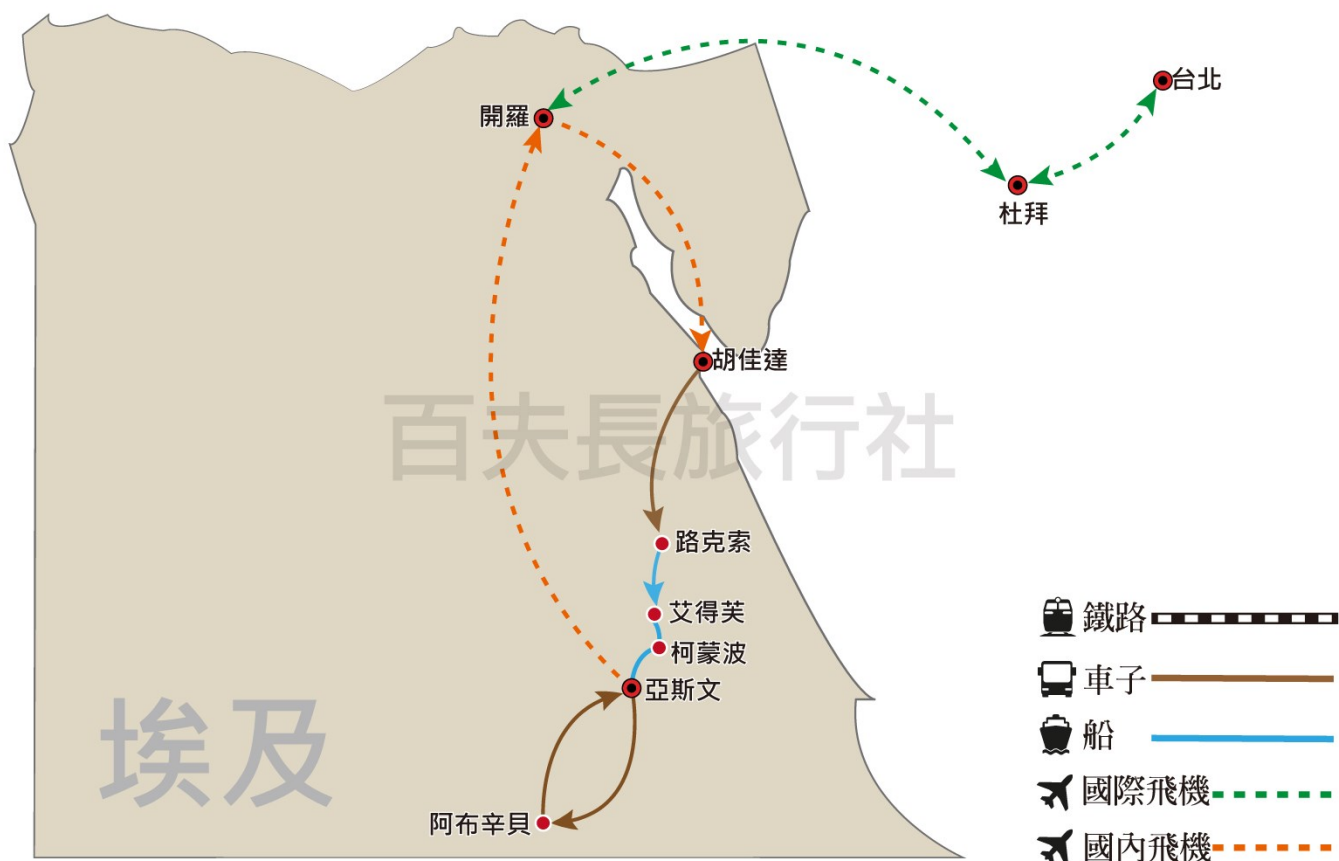 台北
開羅
杜拜
胡佳達
百夫長旅行社
路克索
艾得芙
柯蒙波
亞斯文
阿布辛貝
埃及
鐵路
車子
船
國際飛機
國內飛機